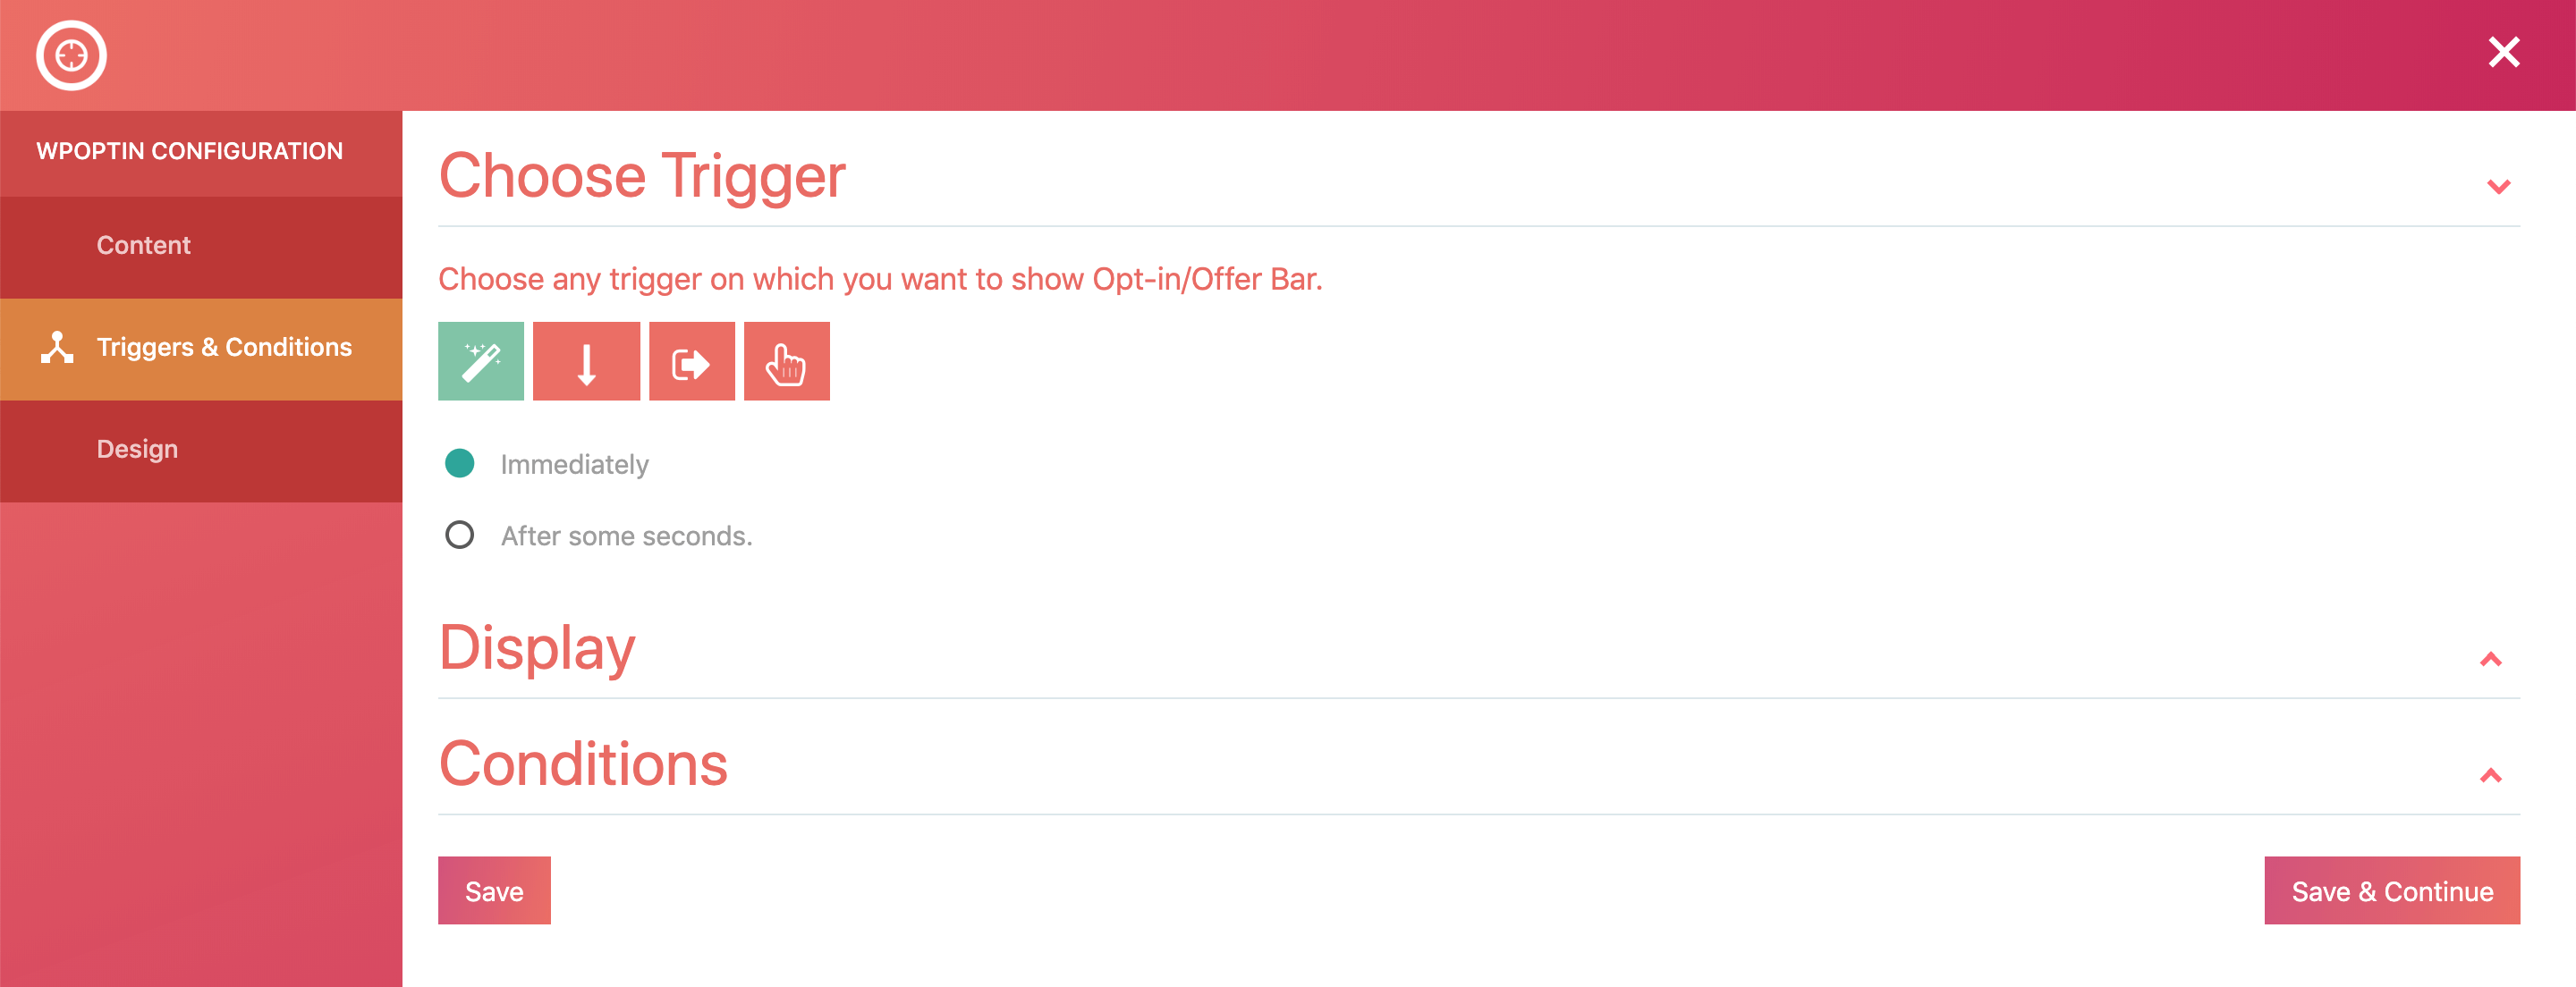 WPOPTIN CONFIGURATION
Content
Triggers & Conditions
Design
Choose Trigger
Choose any trigger on which you want to show Opt-in/Offer Bar.
Immediately
After some seconds.
Display
Conditions
Save
Save & Continue